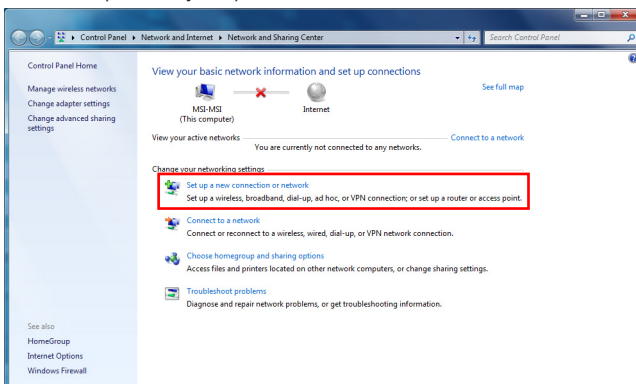 Control Panel ▸ Network and Internet ▸ Network and Sharing Center
Search Control Panel
Control Panel Home
Manage wireless networks
Change adapter settings
Change advanced sharing
settings
View your basic network information and set up connections
See full map
MSI-MSI
(This computer)
Internet
View your active networks
Connect to a network
You are currently not connected to any networks.
Change your networking settings
Set up a new connection or network
Set up a wireless, broadband, dial-up, ad hoc, or VPN connection; or set up a router or access point.
Connect to a network
Connect or reconnect to a wireless, wired, dial-up, or VPN network connection.
Choose homegroup and sharing options
Access files and printers located on other network computers, or change sharing settings.
Troubleshoot problems
Diagnose and repair network problems, or get troubleshooting information.
See also
HomeGroup
Internet Options
Windows Firewall